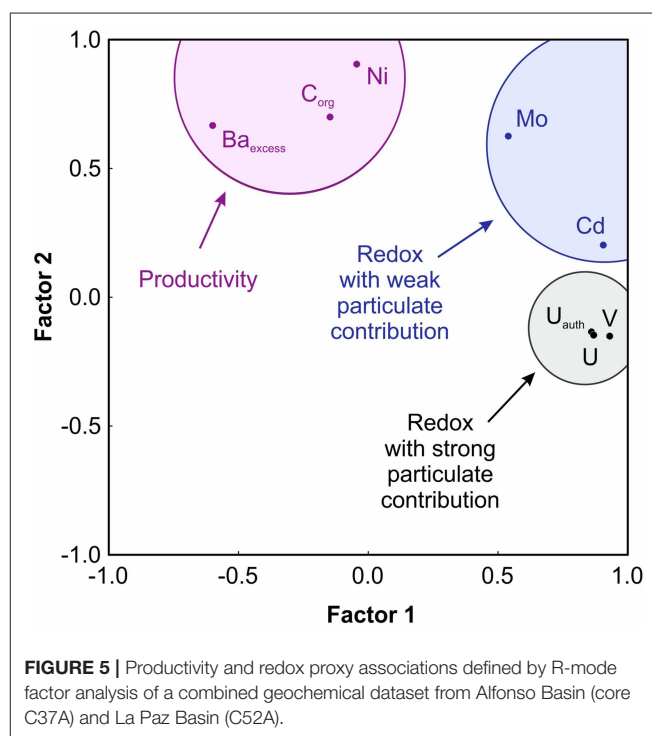 1.0
Ni
C_org
Mo
Ba_excess
0.5
Cd
Redox
with weak
particulate
contribution
Productivity
Factor 2
0.0
U_auth
V
U
Redox
with strong
particulate
contribution
-0.5
-1.0
-1.0 -0.5 0.0 0.5 1.0
Factor 1
FIGURE 5 | Productivity and redox proxy associations defined by R-mode
factor analysis of a combined geochemical dataset from Alfonso Basin (core
C37A) and La Paz Basin (C52A).